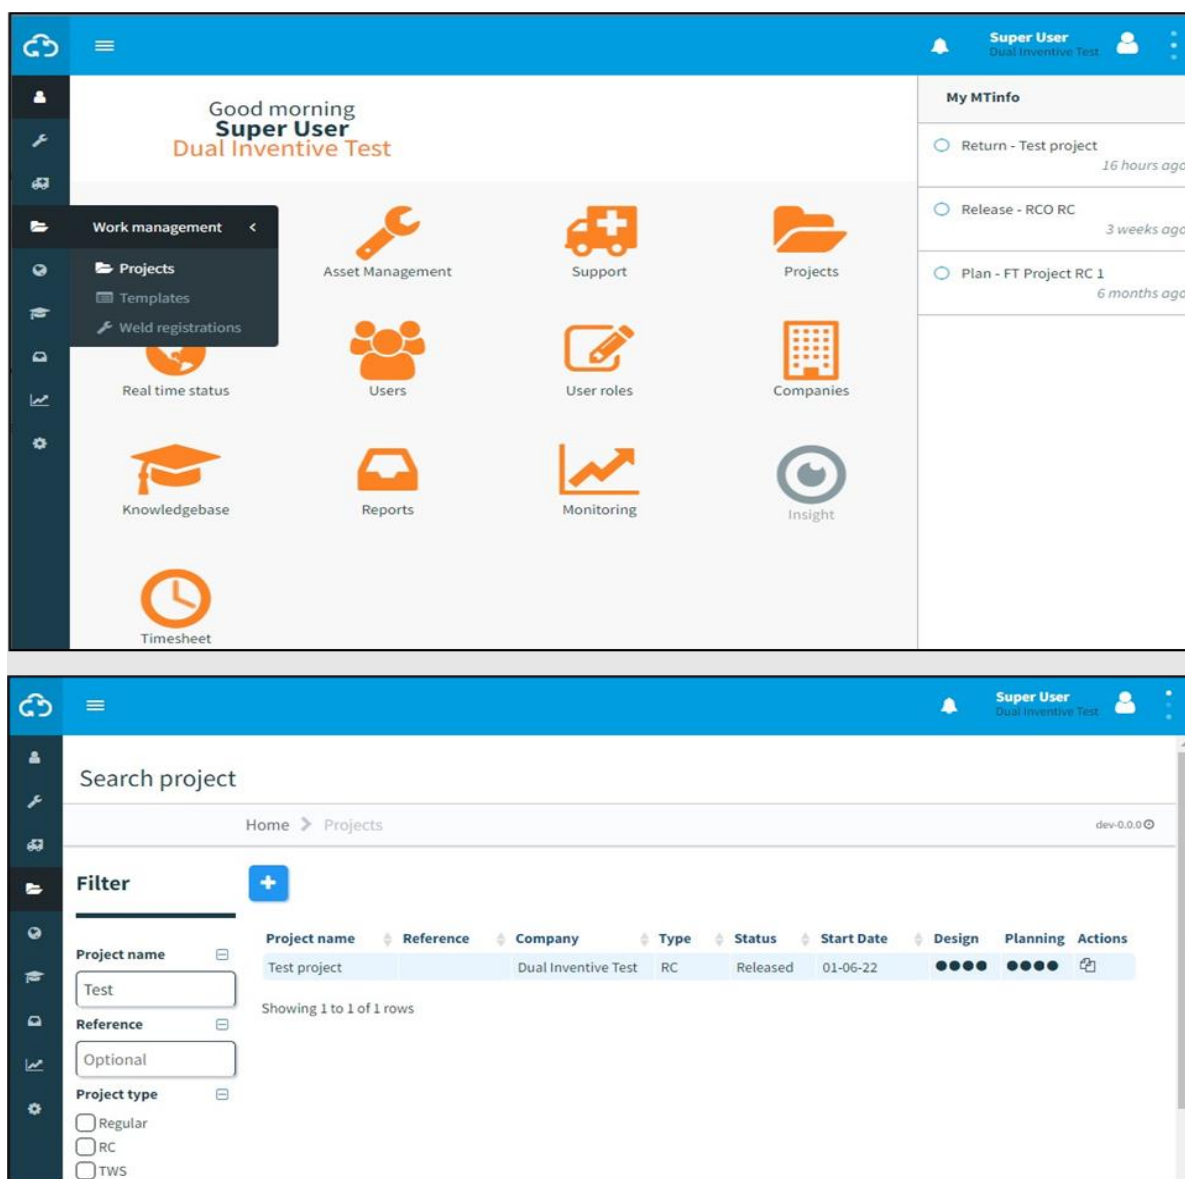 Super User
Dual Inventive Test
Good morning
Super User
Dual Inventive Test
My MTinfo
Return - Test project
16 hours ago
Release - RCO RC
3 weeks ago
Plan - FT Project RC 1
6 months ago
Work management <
Projects
Templates
Weld registrations
Asset Management Support Projects
Real time status Users User roles Companies
Knowledgebase Reports Monitoring Insight
Timesheet
Super User
Dual Inventive Test
Search project
Home > Projects dev-0.0.0
Filter
+
Project name
Test
Reference
Optional
Project type
Regular
RC
TWS
Project name Reference Company Type Status Start Date Design Planning Actions
Test project Dual Inventive Test RC Released 01-06-22
Showing 1 to 1 of 1 rows